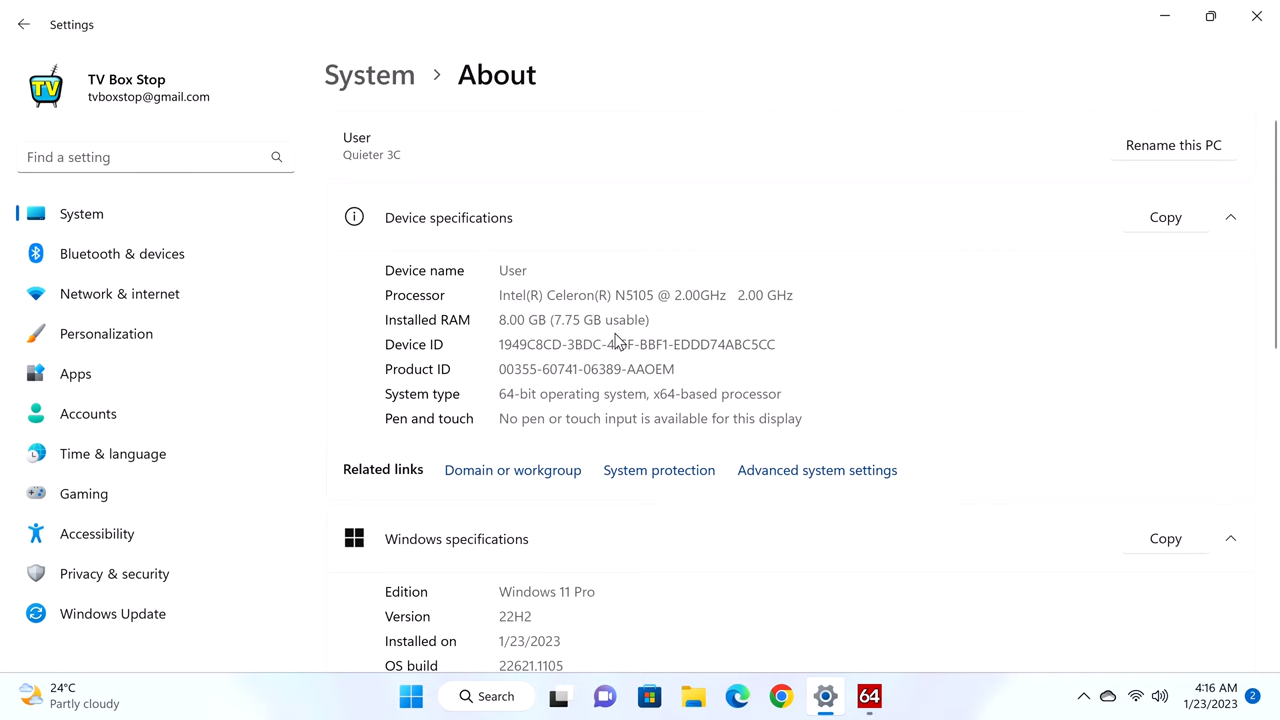 Settings
TV
TV Box Stop
tvboxstop@gmail.com
Find a setting
System
Bluetooth & devices
Network & internet
Personalization
Apps
Accounts
Time & language
Gaming
Accessibility
Privacy & security
Windows Update
System > About
User
Quieter 3C
Rename this PC
Device specifications
Copy
Device name User
Processor Intel(R) Celeron(R) N5105 @ 2.00GHz 2.00 GHz
Installed RAM 8.00 GB (7.75 GB usable)
Device ID
Product ID 00355-60741-06389-AAOEM
System type 64-bit operating system, x64-based processor
Pen and touch No pen or touch input is available for this display
Related links Domain or workgroup System protection Advanced system settings
Windows specifications
Copy
Edition Windows 11 Pro
Version 22H2
Installed on 1/23/2023
OS build 22621.1105
24°C
Partly cloudy
Search
64
4:16 AM
1/23/2023
2